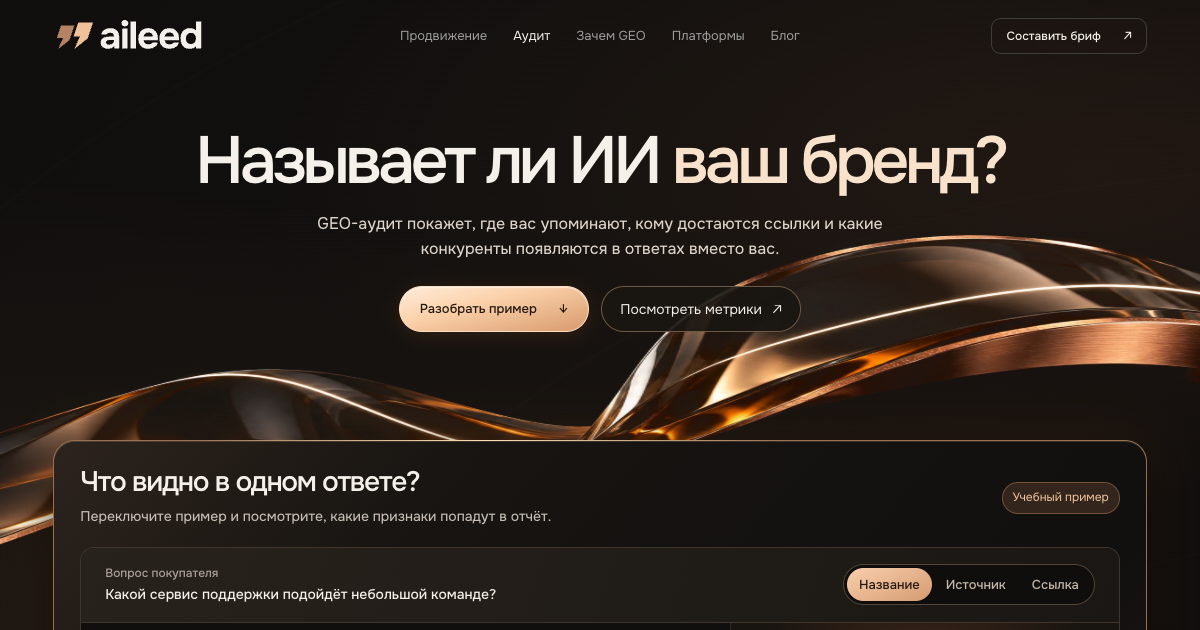 aileed
Продвижение
Аудит
Зачем GEO
Платформы
Блог
Составить бриф
Называет ли ИИ ваш бренд?
GEO-аудит покажет, где вас упоминают, кому достаются ссылки и какие
конкуренты появляются в ответах вместо вас.
Разобрать пример
Посмотреть метрики
Что видно в одном ответе?
Переключите пример и посмотрите, какие признаки попадут в отчёт.
Учебный пример
Вопрос покупателя
Какой сервис поддержки подойдёт небольшой команде?
Название
Источник
Ссылка